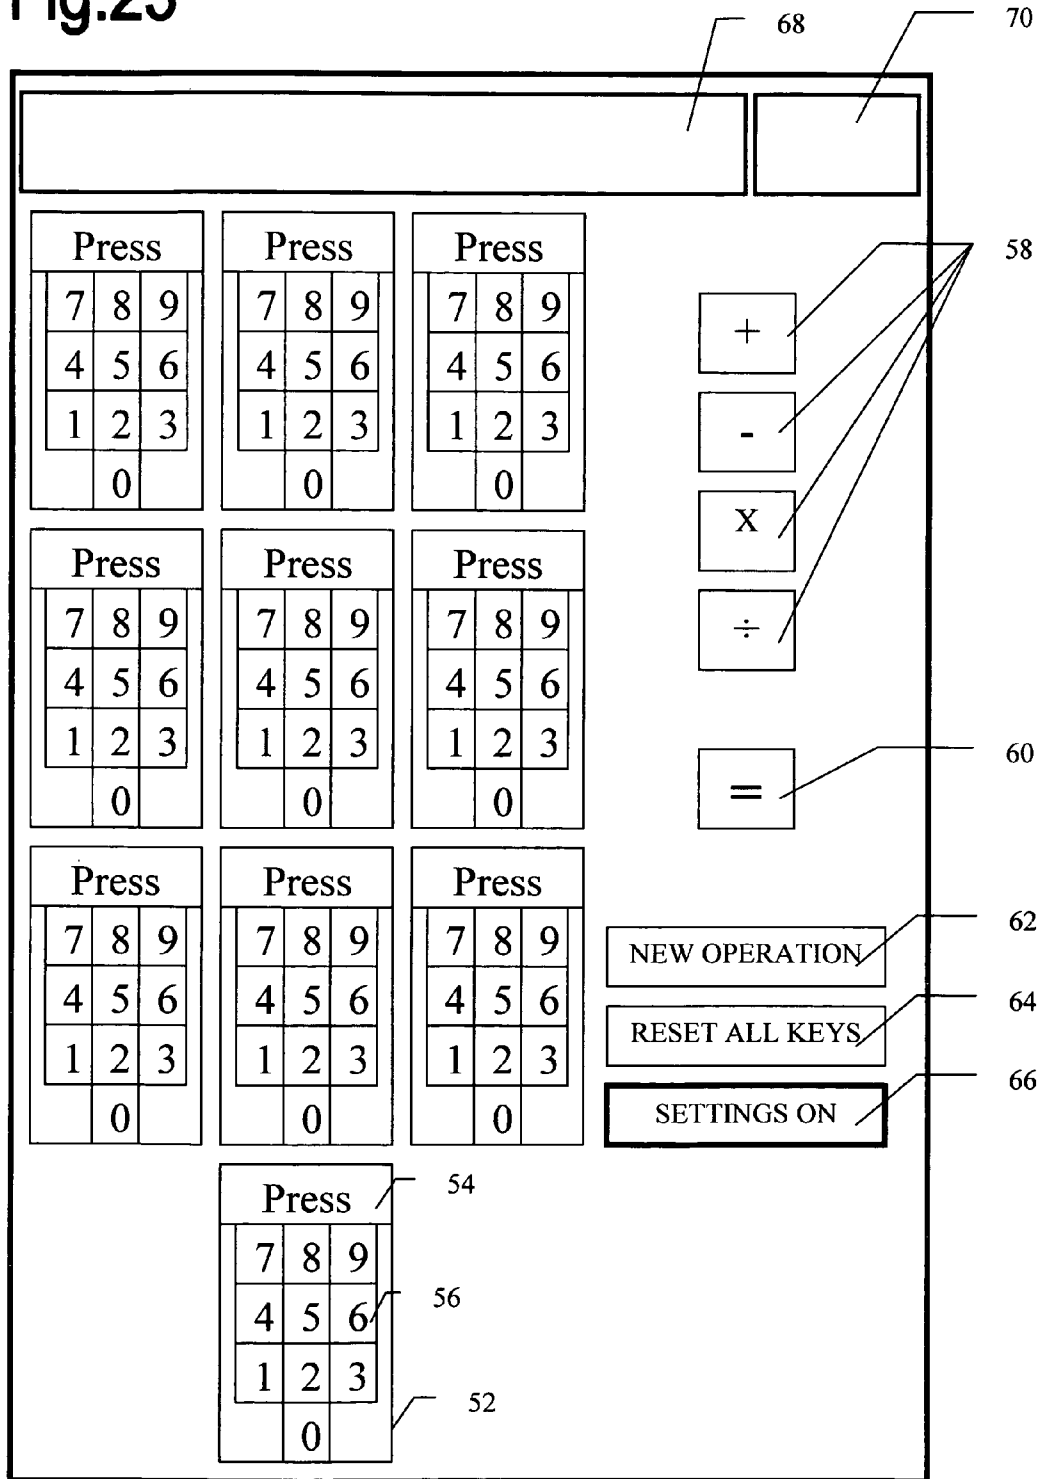 Fig.23
68
70
Press Press Press
58
7 8 9 7 8 9 7 8 9
+
4 5 6 4 5 6 4 5 6
1 2 3 1 2 3 1 2 3
-
0 0 0
X
Press Press Press
7 8 9 7 8 9 7 8 9
÷
4 5 6 4 5 6 4 5 6
1 2 3 1 2 3 1 2 3
60
=
0 0 0
Press Press Press
62
7 8 9 7 8 9 7 8 9
NEW OPERATION
4 5 6 4 5 6 4 5 6
64
RESET ALL KEYS
1 2 3 1 2 3 1 2 3
66
0 0 0
SETTINGS ON
Press
54
7 8 9
4 5 6
56
1 2 3
52
0